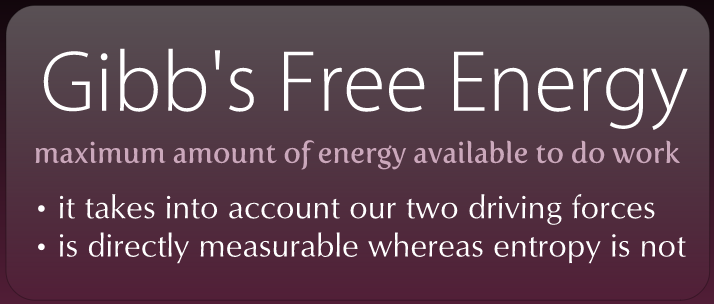 Gibb's Free Energy
maximum amount of energy available to do work
• it takes into account our two driving forces
• is directly measurable whereas entropy is not